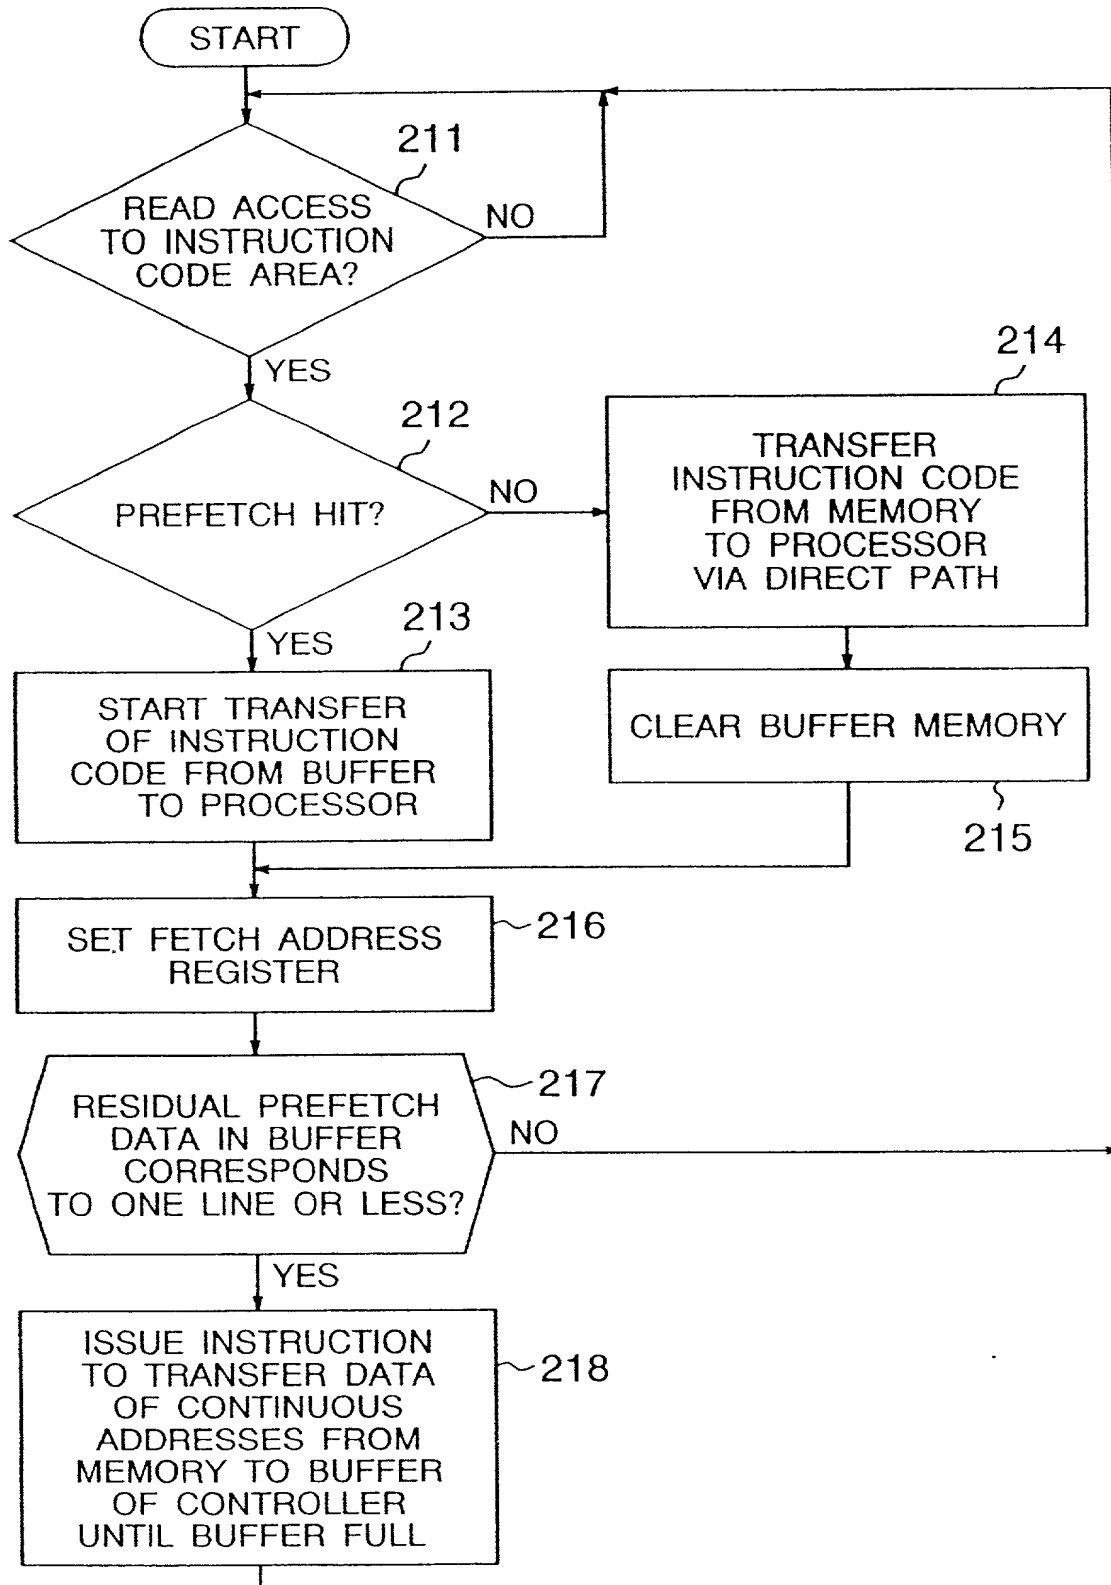 START
211
READ ACCESS
TO INSTRUCTION
CODE AREA?
NO
YES
212
PREFETCH HIT?
NO
214
TRANSFER
INSTRUCTION CODE
FROM MEMORY
TO PROCESSOR
VIA DIRECT PATH
YES
213
START TRANSFER
OF INSTRUCTION
CODE FROM BUFFER
TO PROCESSOR
CLEAR BUFFER MEMORY
215
SET FETCH ADDRESS
REGISTER
216
217
RESIDUAL PREFETCH
DATA IN BUFFER
CORRESPONDS
TO ONE LINE OR LESS?
NO
YES
ISSUE INSTRUCTION
TO TRANSFER DATA
OF CONTINUOUS
ADDRESSES FROM
MEMORY TO BUFFER
OF CONTROLLER
UNTIL BUFFER FULL
218